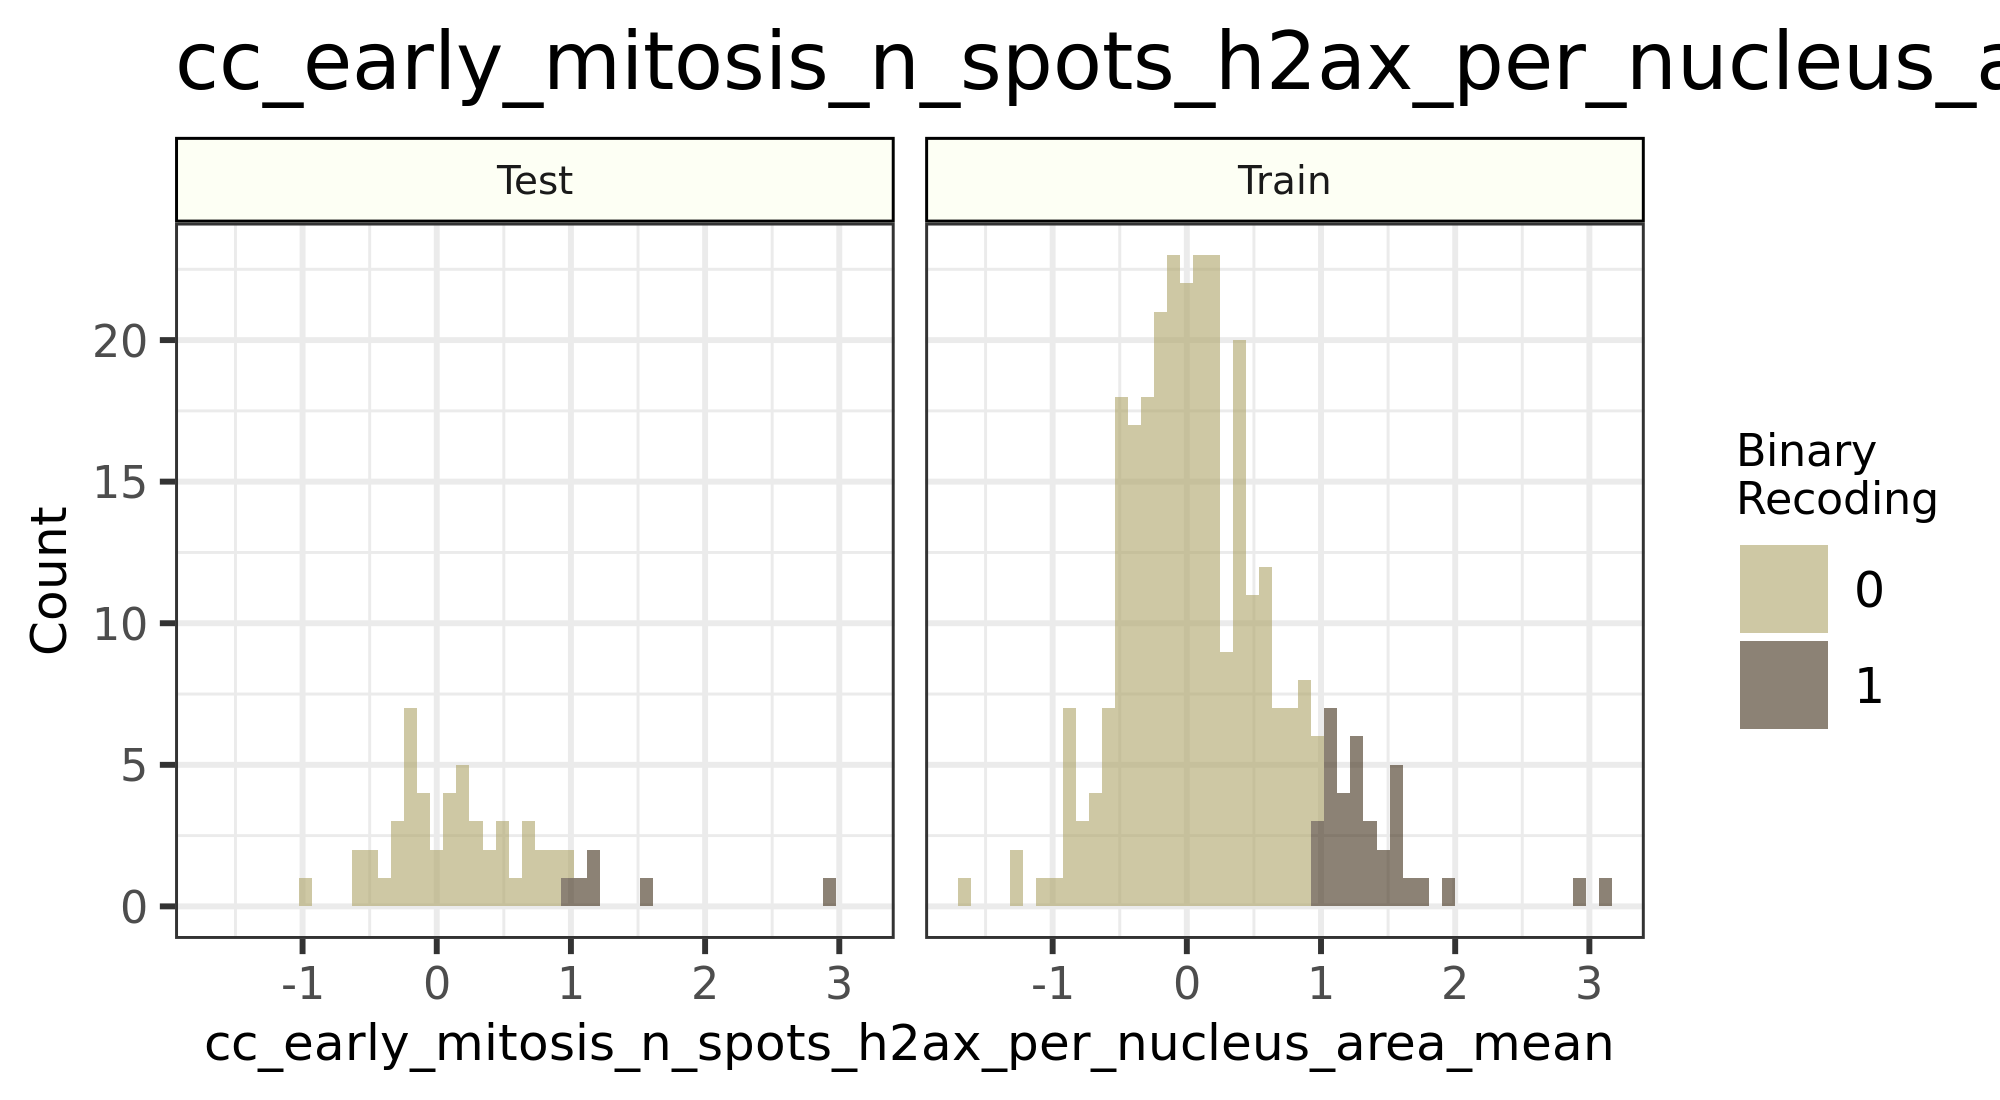 cc_early_mitosis_n_spots_h2ax_per_nucleus_a
Test
Train
20
15
10
5
0
Count
-1 0 1 2 3
-1 0 1 2 3
cc_early_mitosis_n_spots_h2ax_per_nucleus_area_mean
Binary
Recoding
0
1